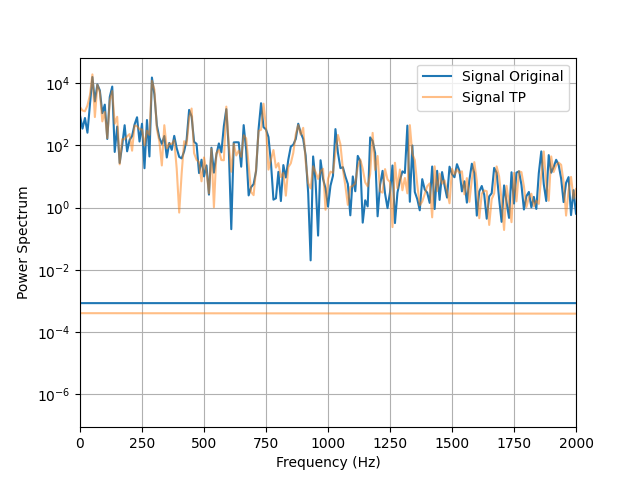 Signal Original
Signal TP
10⁴
10²
10⁰
10⁻²
10⁻⁴
10⁻⁶
Power Spectrum
0 250 500 750 1000 1250 1500 1750 2000
Frequency (Hz)